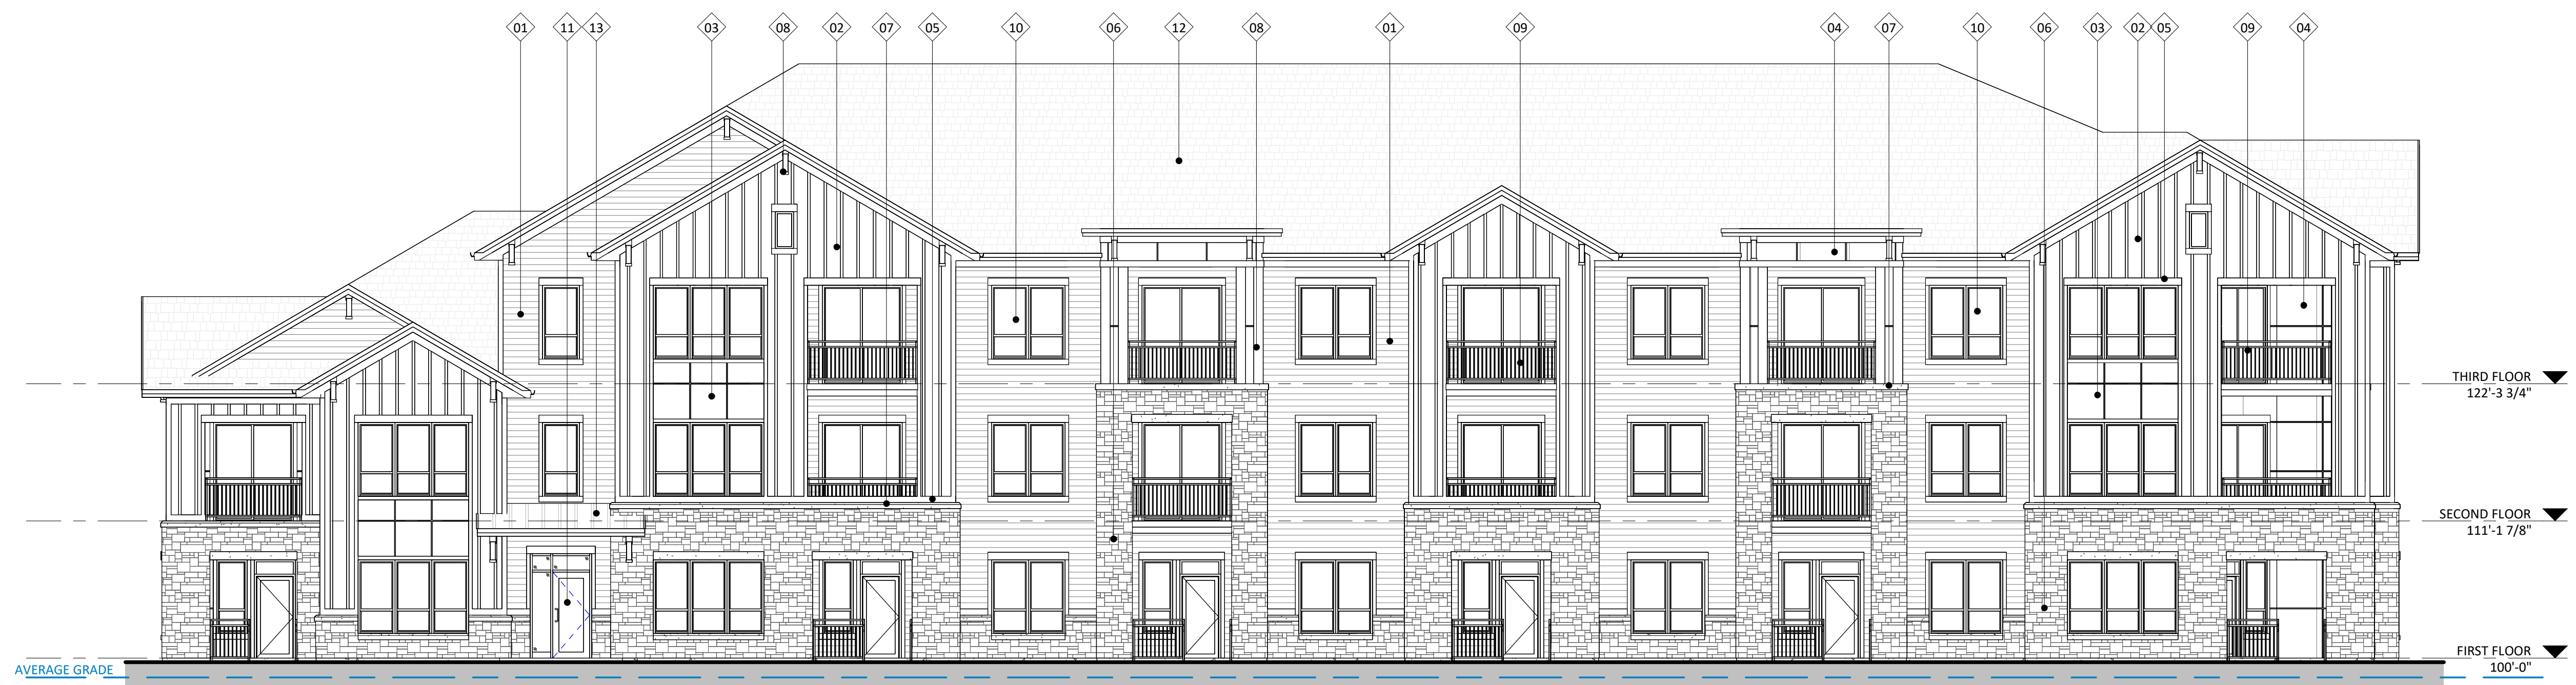 01 11 13 03 08 02 07 05 10 06 12 08 01 09 04 07 10 06 03 02 05 09 04
THIRD FLOOR
122'-3 3/4"
SECOND FLOOR
111'-1 7/8"
FIRST FLOOR
100'-0"
AVERAGE GRADE